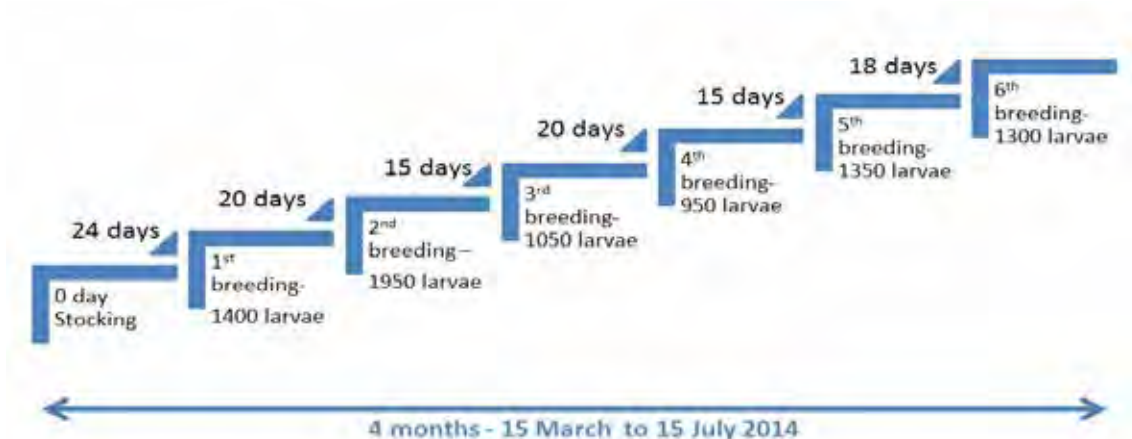 0 day
Stocking
24 days
1st
breeding-
1400 larvae
20 days
2nd
breeding–
1950 larvae
15 days
3rd
breeding-
1050 larvae
20 days
4th
breeding-
950 larvae
15 days
5th
breeding-
1350 larvae
18 days
6th
breeding-
1300 larvae
4 months - 15 March to 15 July 2014